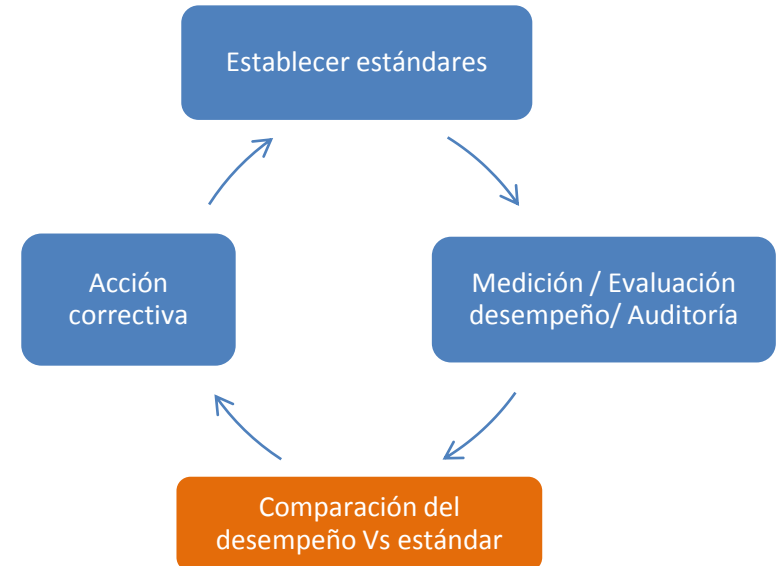 Establecer estándares
Medición / Evaluación
desempeño/ Auditoría
Comparación del
desempeño Vs estándar
Acción
correctiva